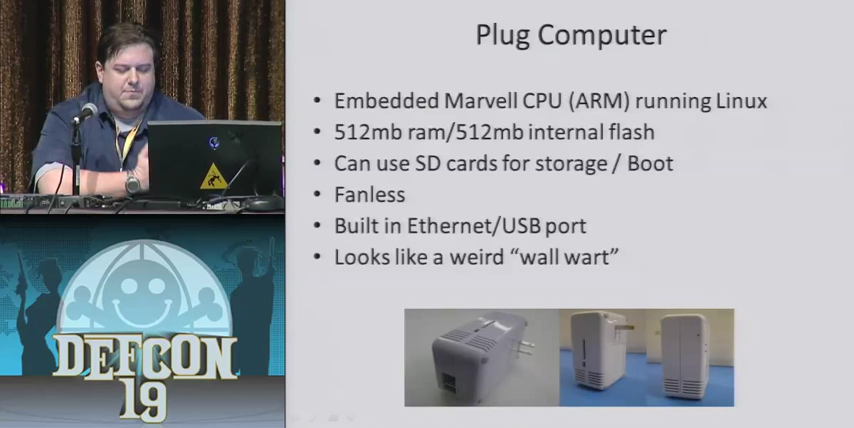 Plug Computer
• Embedded Marvell CPU (ARM) running Linux
• 512mb ram/512mb internal flash
• Can use SD cards for storage / Boot
• Fanless
• Built in Ethernet/USB port
• Looks like a weird “wall wart”
DEFCON
19